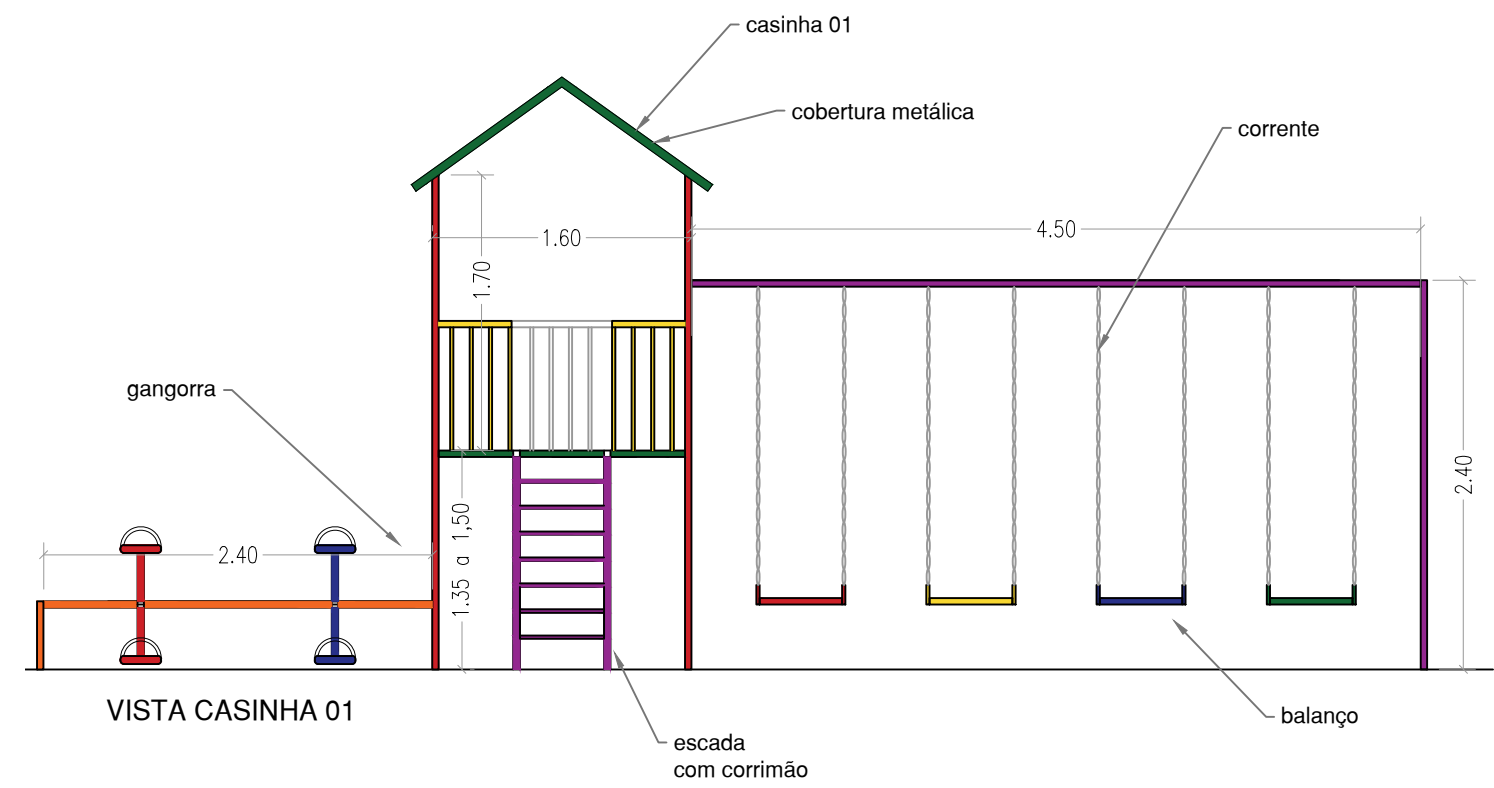 casinha 01
cobertura metálica
corrente
4.50
1.60
1.70
gangorra
2.40
1.35 a 1,50
2.40
VISTA CASINHA 01
balanço
escada
com corrimão